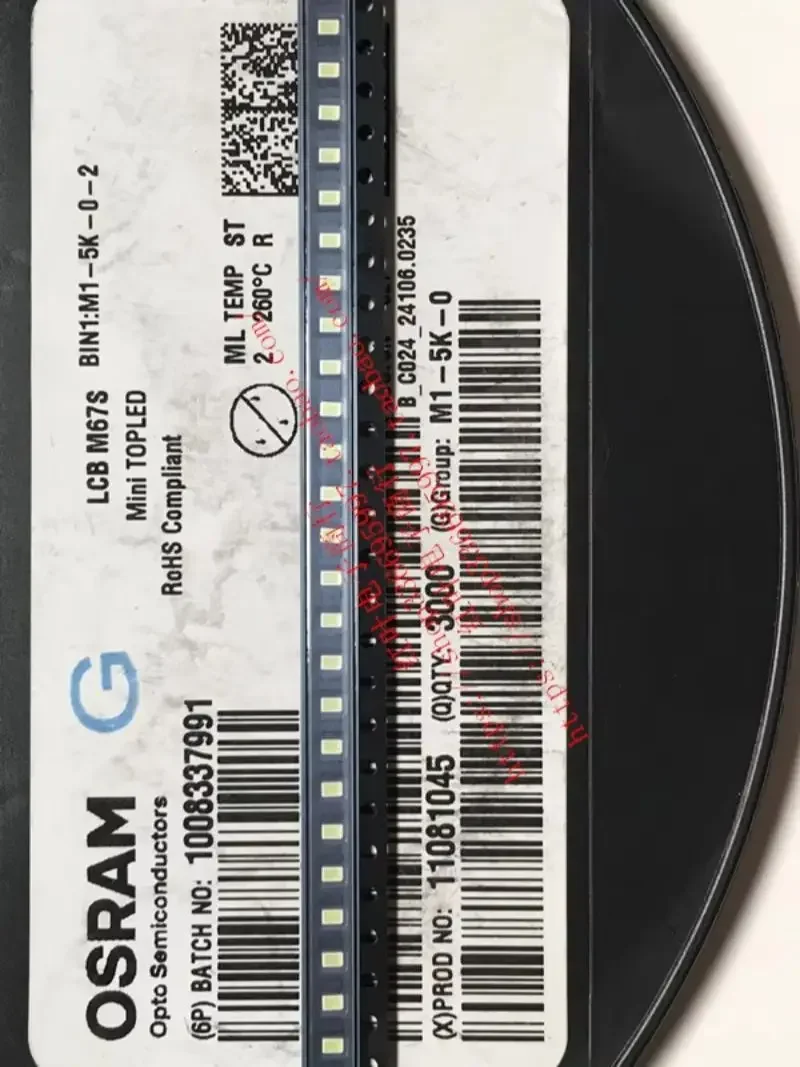 OSRAM
Opto Semiconductors
G
LCB M67S BIN1:M1-5K-0-2
Mini TOPLED
RoHS Compliant
ML TEMP ST
2 260°C R
(6P) BATCH NO: 1008337991
B_C024_24106.0235
(X)PROD NO: 11081045 (Q)QTY: 3000 (G)Group: M1-5K-0